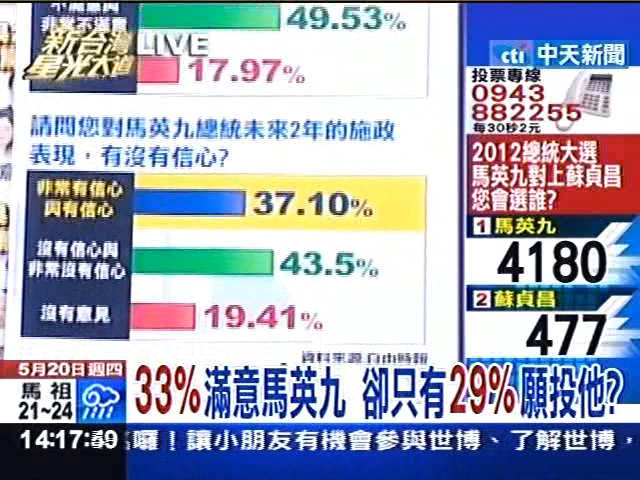 非常不滿意
49.53%
新台灣
星光大道
LIVE
17.97%
請問您對馬英九總統未來2年的施政
表現，有沒有信心?
非常有信心
與有信心
37.10%
沒有信心與
非常沒有信心
43.5%
沒有意見
19.41%
資料來源:自由時報
cti 中天新聞
投票專線
0943
882255
每30秒2元
2012總統大選
馬英九對上蘇貞昌
您會選誰?
1 馬英九
4180
2 蘇貞昌
477
5月20日週四
馬祖
21~24
33%滿意馬英九 卻只有29%願投他?
14:17:49 囉！讓小朋友有機會參與世博、了解世博，